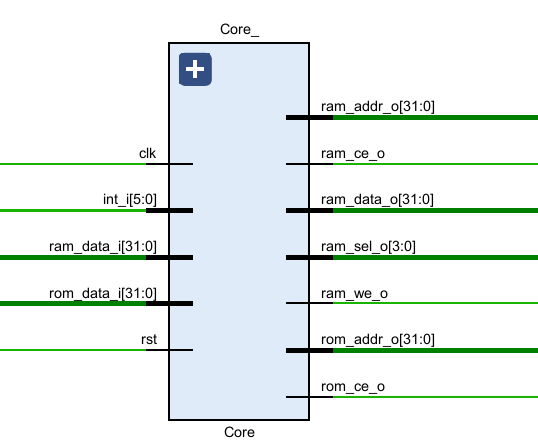 Core_
ram_addr_o[31:0]
clk
ram_ce_o
int_i[5:0]
ram_data_o[31:0]
ram_data_i[31:0]
ram_sel_o[3:0]
rom_data_i[31:0]
ram_we_o
rst
rom_addr_o[31:0]
rom_ce_o
Core